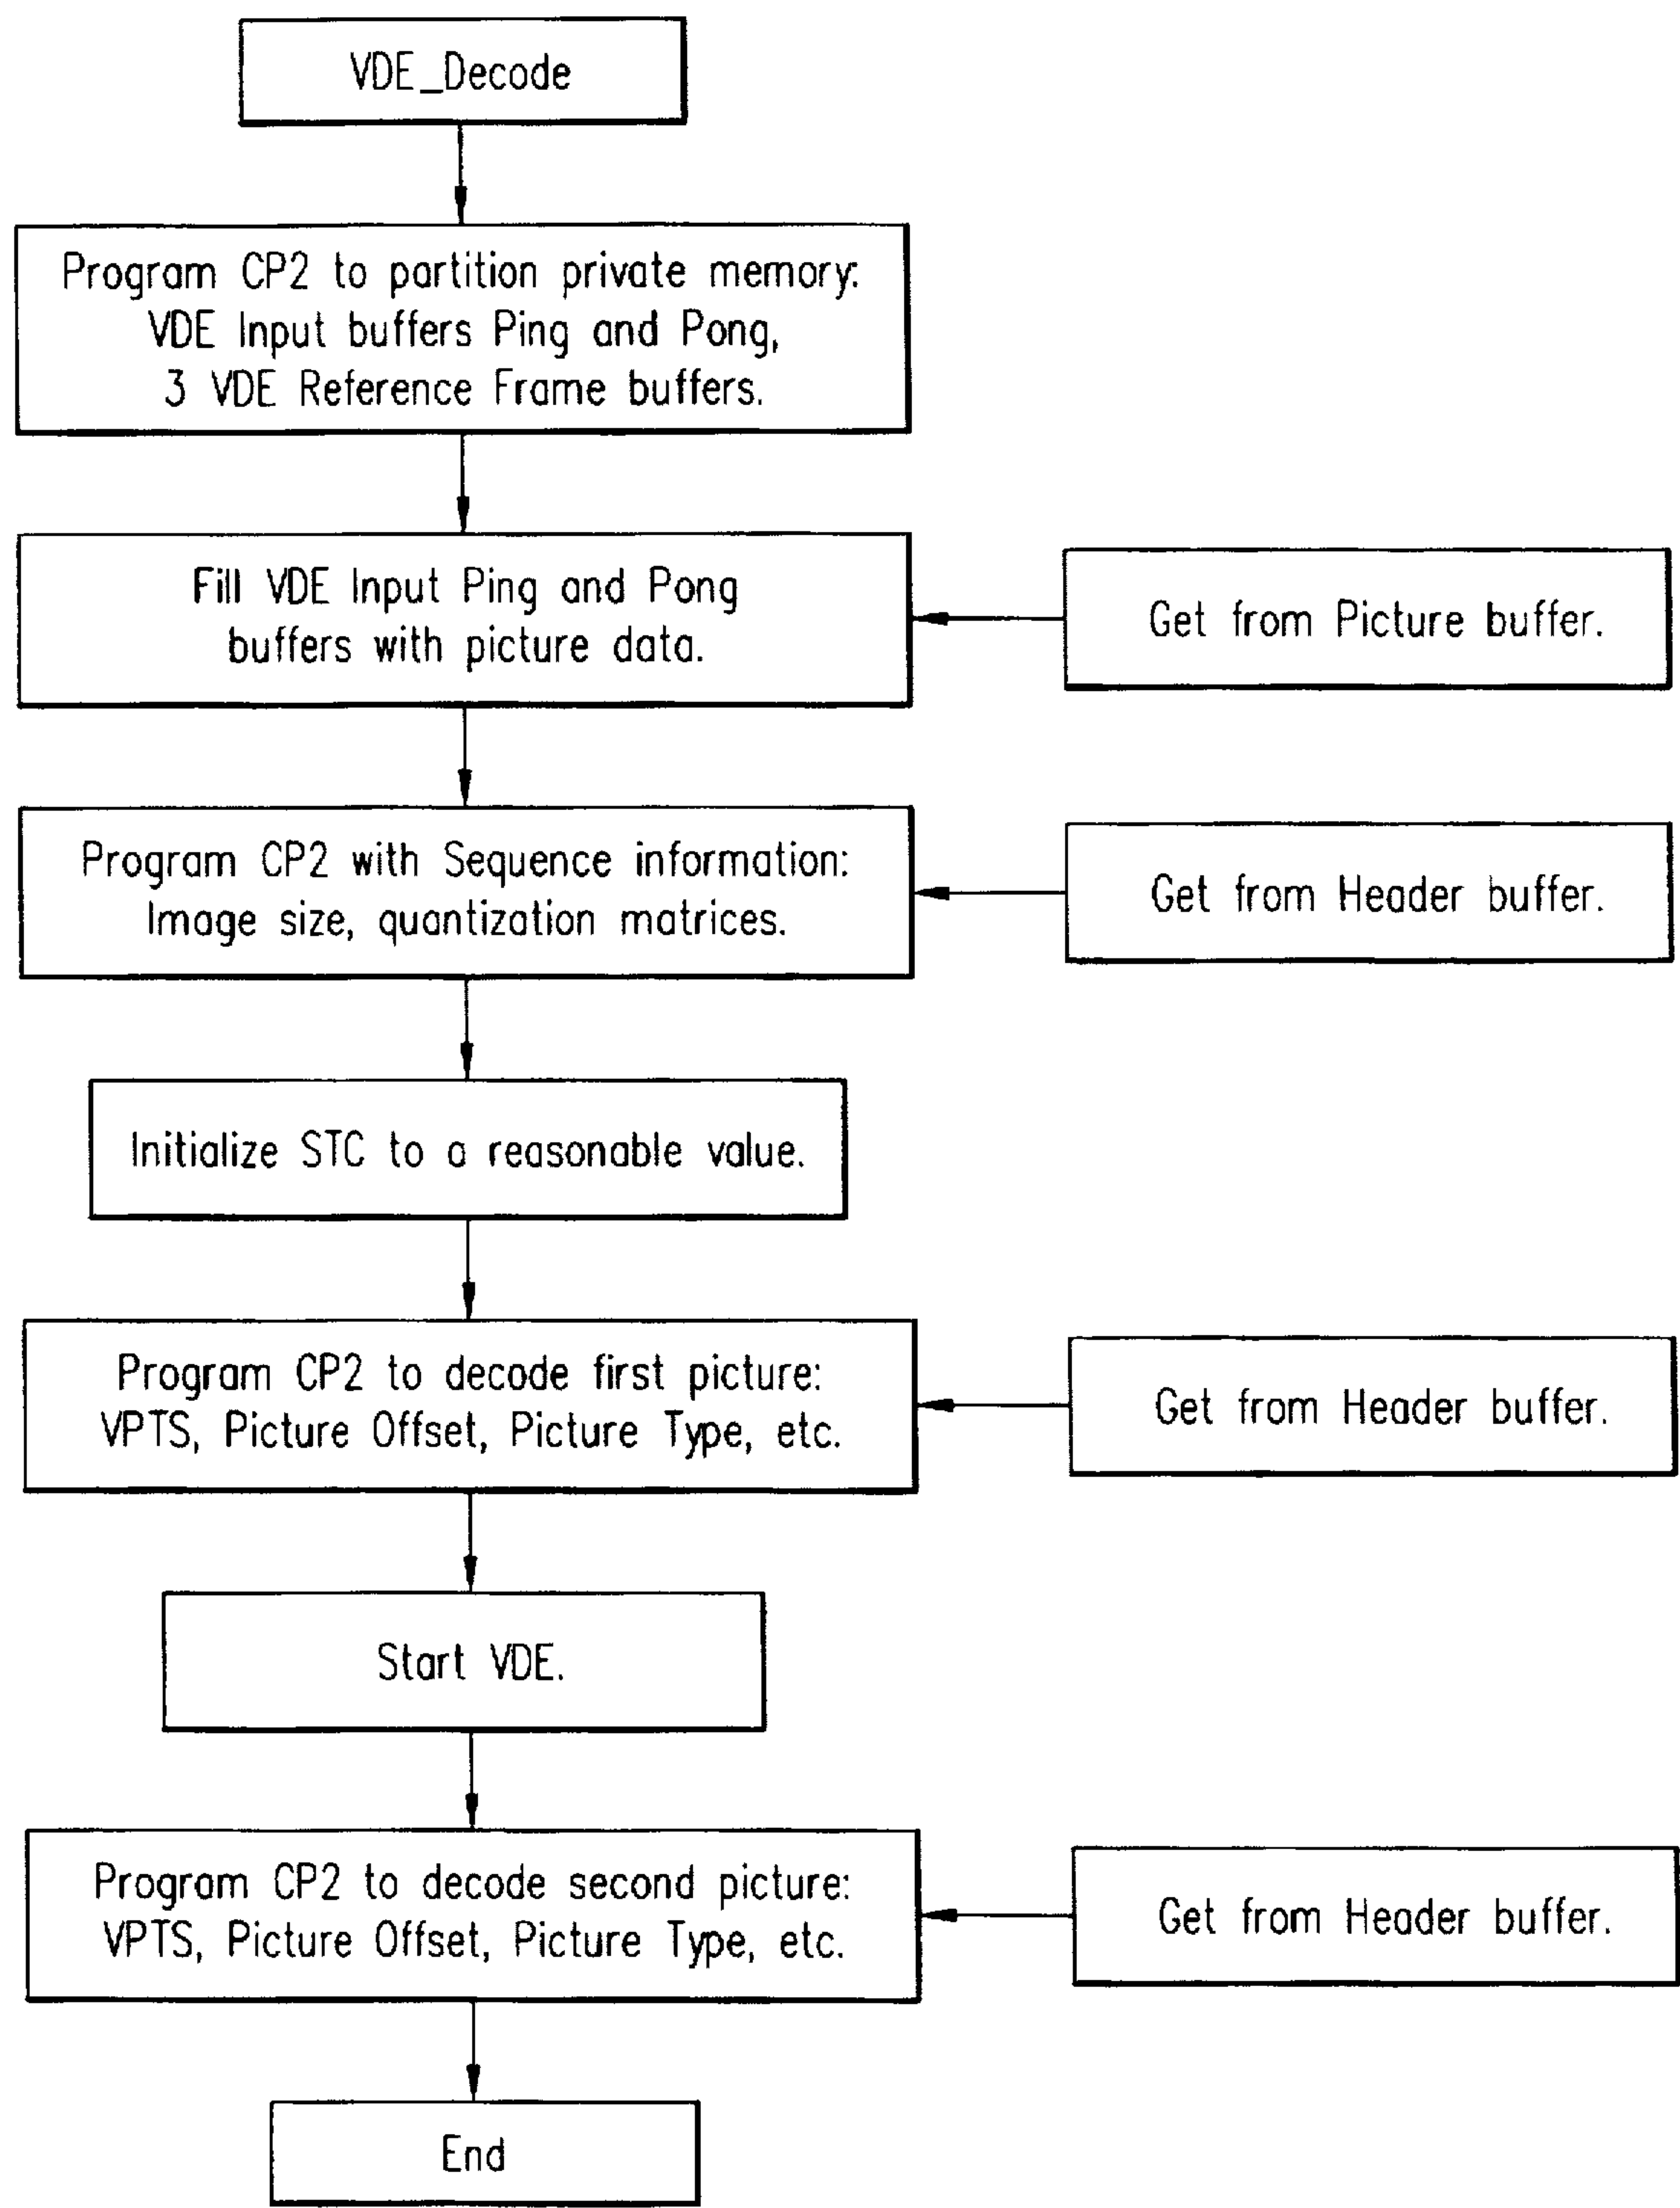 VDE_Decode
Program CP2 to partition private memory:
VDE Input buffers Ping and Pong,
3 VDE Reference Frame buffers.
Fill VDE Input Ping and Pong
buffers with picture data.
Get from Picture buffer.
Program CP2 with Sequence information:
Image size, quantization matrices.
Get from Header buffer.
Initialize STC to a reasonable value.
Program CP2 to decode first picture:
VPTS, Picture Offset, Picture Type, etc.
Get from Header buffer.
Start VDE.
Program CP2 to decode second picture:
VPTS, Picture Offset, Picture Type, etc.
Get from Header buffer.
End